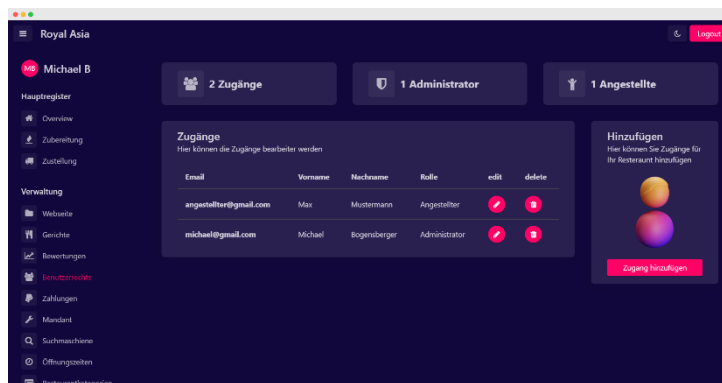 Royal Asia
Logout
MB Michael B
Hauptregister
Overview
Zubereitung
Zustellung
Verwaltung
Webseite
Gerichte
Bewertungen
Benutzerrechte
Zahlungen
Mandant
Suchmaschiene
Öffnungszeiten
Restaurantkategorien
2 Zugänge
1 Administrator
1 Angestellte
Zugänge
Hier können die Zugänge bearbeiter werden
Email Vorname Nachname Rolle edit delete
angestellter@gmail.com Max Mustermann Angestellter
michael@gmail.com Michael Bogensberger Administrator
Hinzufügen
Hier können Sie Zugänge für
Ihr Resteraunt hinzufügen
Zugang hinzufügen